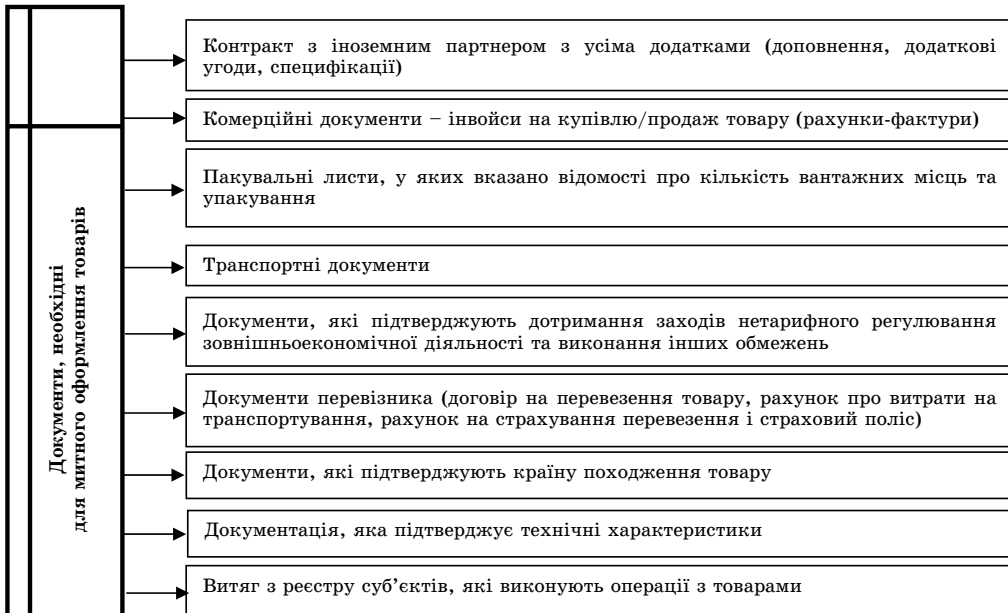 Документи, необхідні
для митного оформлення товарів
Контракт з іноземним партнером з усіма додатками (доповнення, додаткові
угоди, специфікації)
Комерційні документи – інвойси на купівлю/продаж товару (рахунки-фактури)
Пакувальні листи, у яких вказано відомості про кількість вантажних місць та
упакування
Транспортні документи
Документи, які підтверджують дотримання заходів нетарифного регулювання
зовнішньоекономічної діяльності та виконання інших обмежень
Документи перевізника (договір на перевезення товару, рахунок про витрати на
транспортування, рахунок на страхування перевезення і страховий поліс)
Документи, які підтверджують країну походження товару
Документація, яка підтверджує технічні характеристики
Витяг з реєстру суб’єктів, які виконують операції з товарами